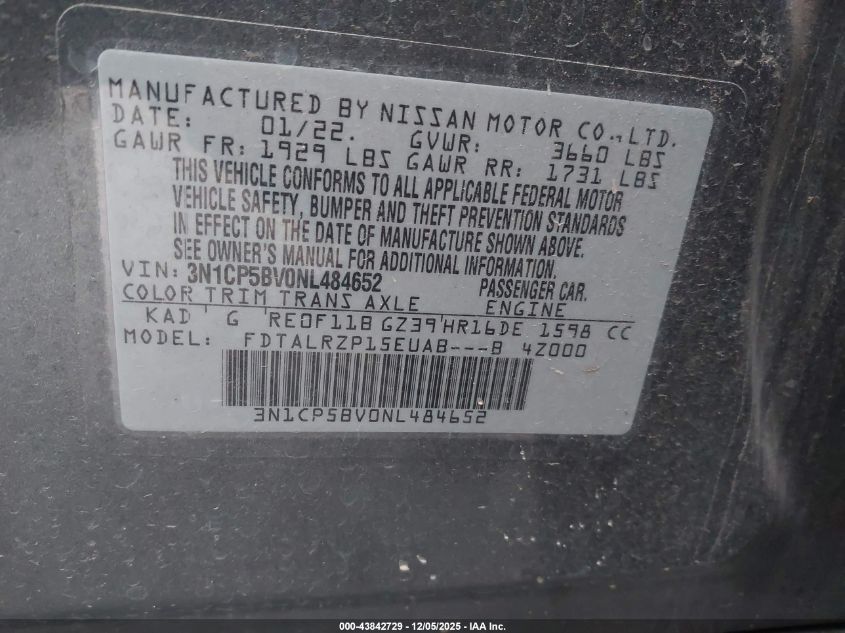 MANUFACTURED BY NISSAN MOTOR CO.,LTD.
DATE: 01/22. GVWR: 3660 LBS
GAWR FR: 1929 LBS GAWR RR: 1731 LBS
THIS VEHICLE CONFORMS TO ALL APPLICABLE FEDERAL MOTOR
VEHICLE SAFETY, BUMPER AND THEFT PREVENTION STANDARDS
IN EFFECT ON THE DATE OF MANUFACTURE SHOWN ABOVE.
SEE OWNER'S MANUAL FOR ADDITIONAL INFORMATION.
VIN: 3N1CP5BV0NL484652 PASSENGER CAR.
COLOR TRIM TRANS AXLE ENGINE
KAD G RE0F11B GZ39 HR16DE 1598 CC
MODEL: FDTALRZP15EUAB---B 4Z000
3N1CP5BV0NL484652
000-43842729 - 12/05/2025 - IAA Inc.